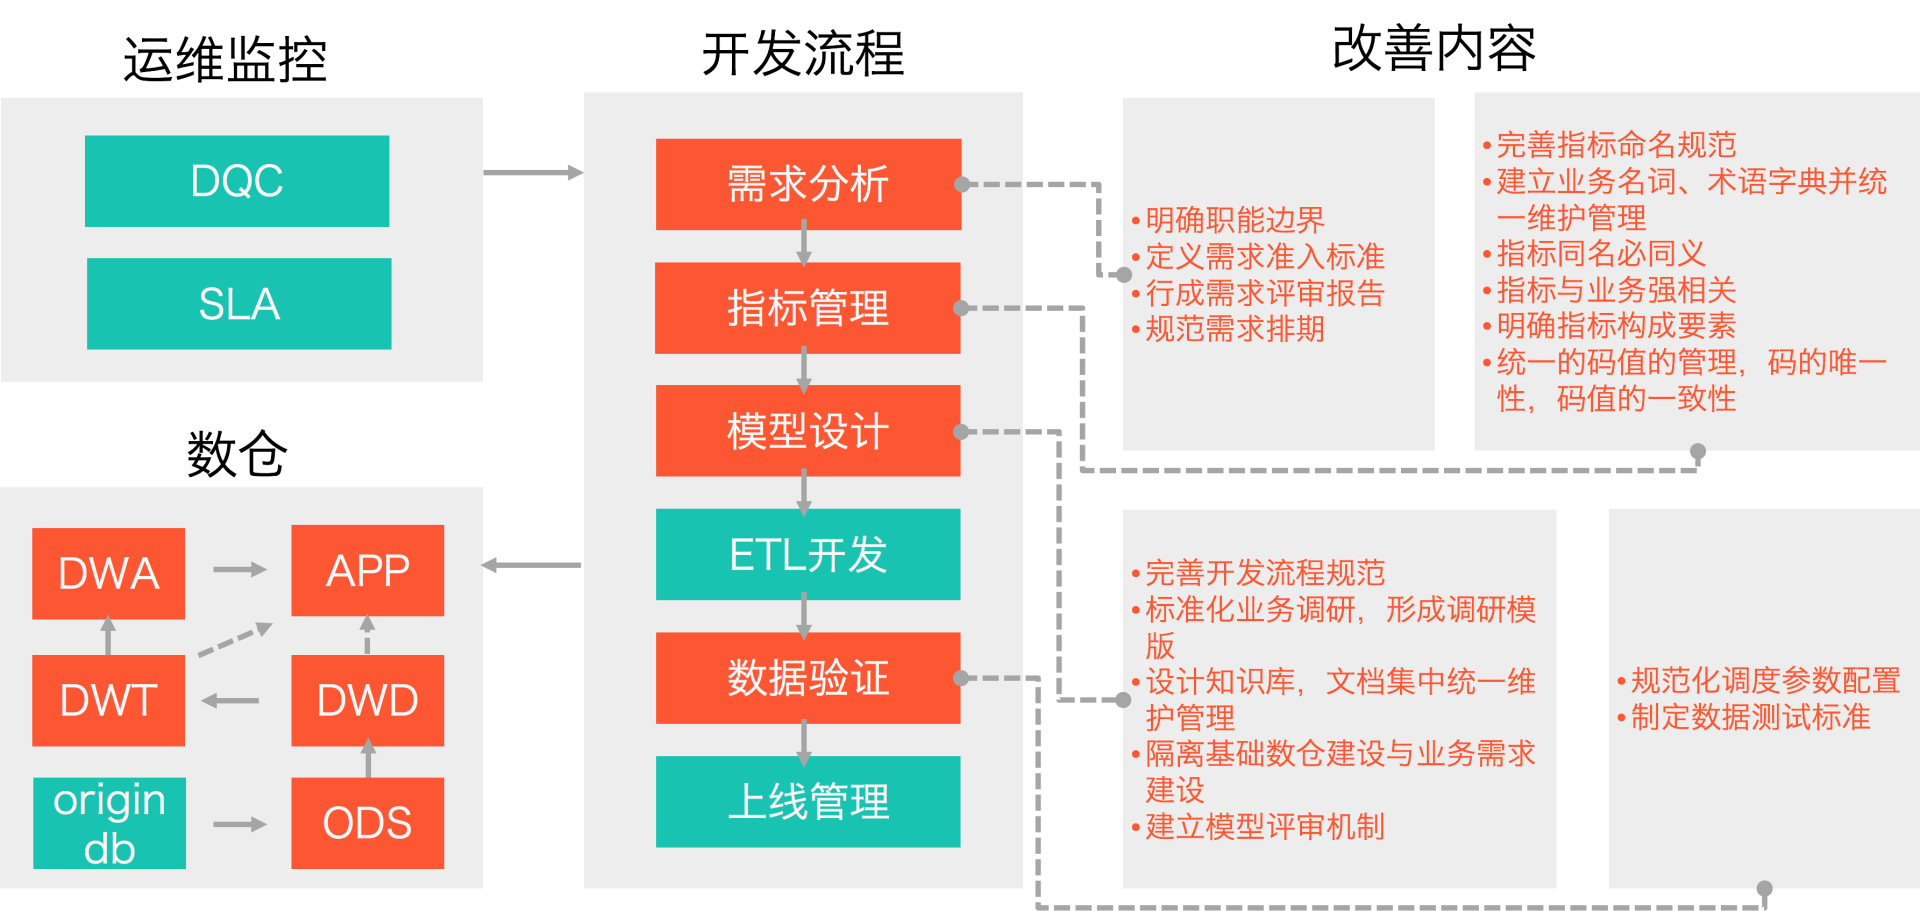 运维监控
DQC
SLA
数仓
DWA
APP
DWT
DWD
origin
db
ODS
开发流程
需求分析
指标管理
模型设计
ETL开发
数据验证
上线管理
改善内容
• 明确职能边界
• 定义需求准入标准
• 行成需求评审报告
• 规范需求排期
• 完善指标命名规范
• 建立业务名词、术语字典并统
一维护管理
• 指标同名必同义
• 指标与业务强相关
• 明确指标构成要素
• 统一的码值的管理，码的唯一
性，码值的一致性
• 完善开发流程规范
• 标准化业务调研，形成调研模
版
• 设计知识库，文档集中统一维
护管理
• 隔离基础数仓建设与业务需求
建设
• 建立模型评审机制
• 规范化调度参数配置
• 制定数据测试标准